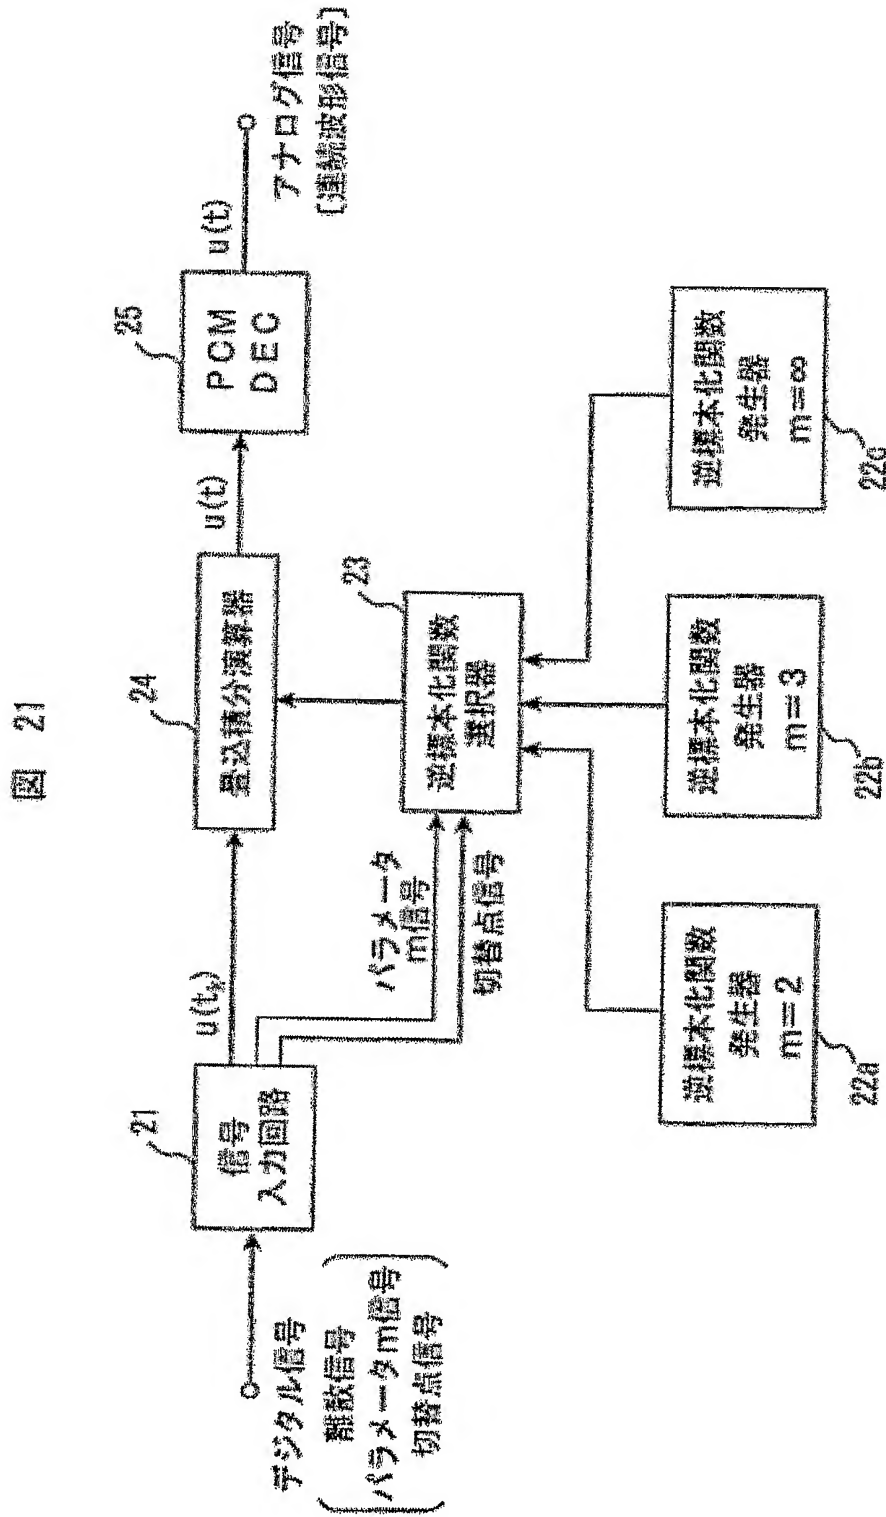 図 21
デジタル信号
離散信号
パラメータm信号
切替点信号
21
信号
入力回路
u(tk)
パラメータ
m信号
切替点信号
24
畳込積分演算器
u(t)
25
PCM
DEC
u(t)
アナログ信号
[連続波形信号]
23
逆標本化関数
選択器
逆標本化関数
発生器
m=2
22a
逆標本化関数
発生器
m=3
22b
逆標本化関数
発生器
m=∞
22c